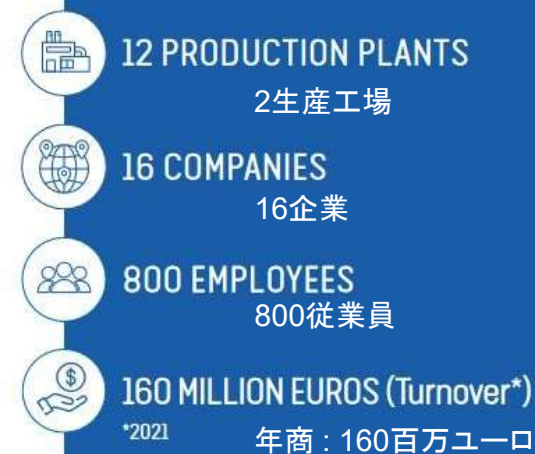 12 PRODUCTION PLANTS
2生産工場
16 COMPANIES
16企業
800 EMPLOYEES
800従業員
160 MILLION EUROS (Turnover*)
*2021
年商 : 160百万ユーロ